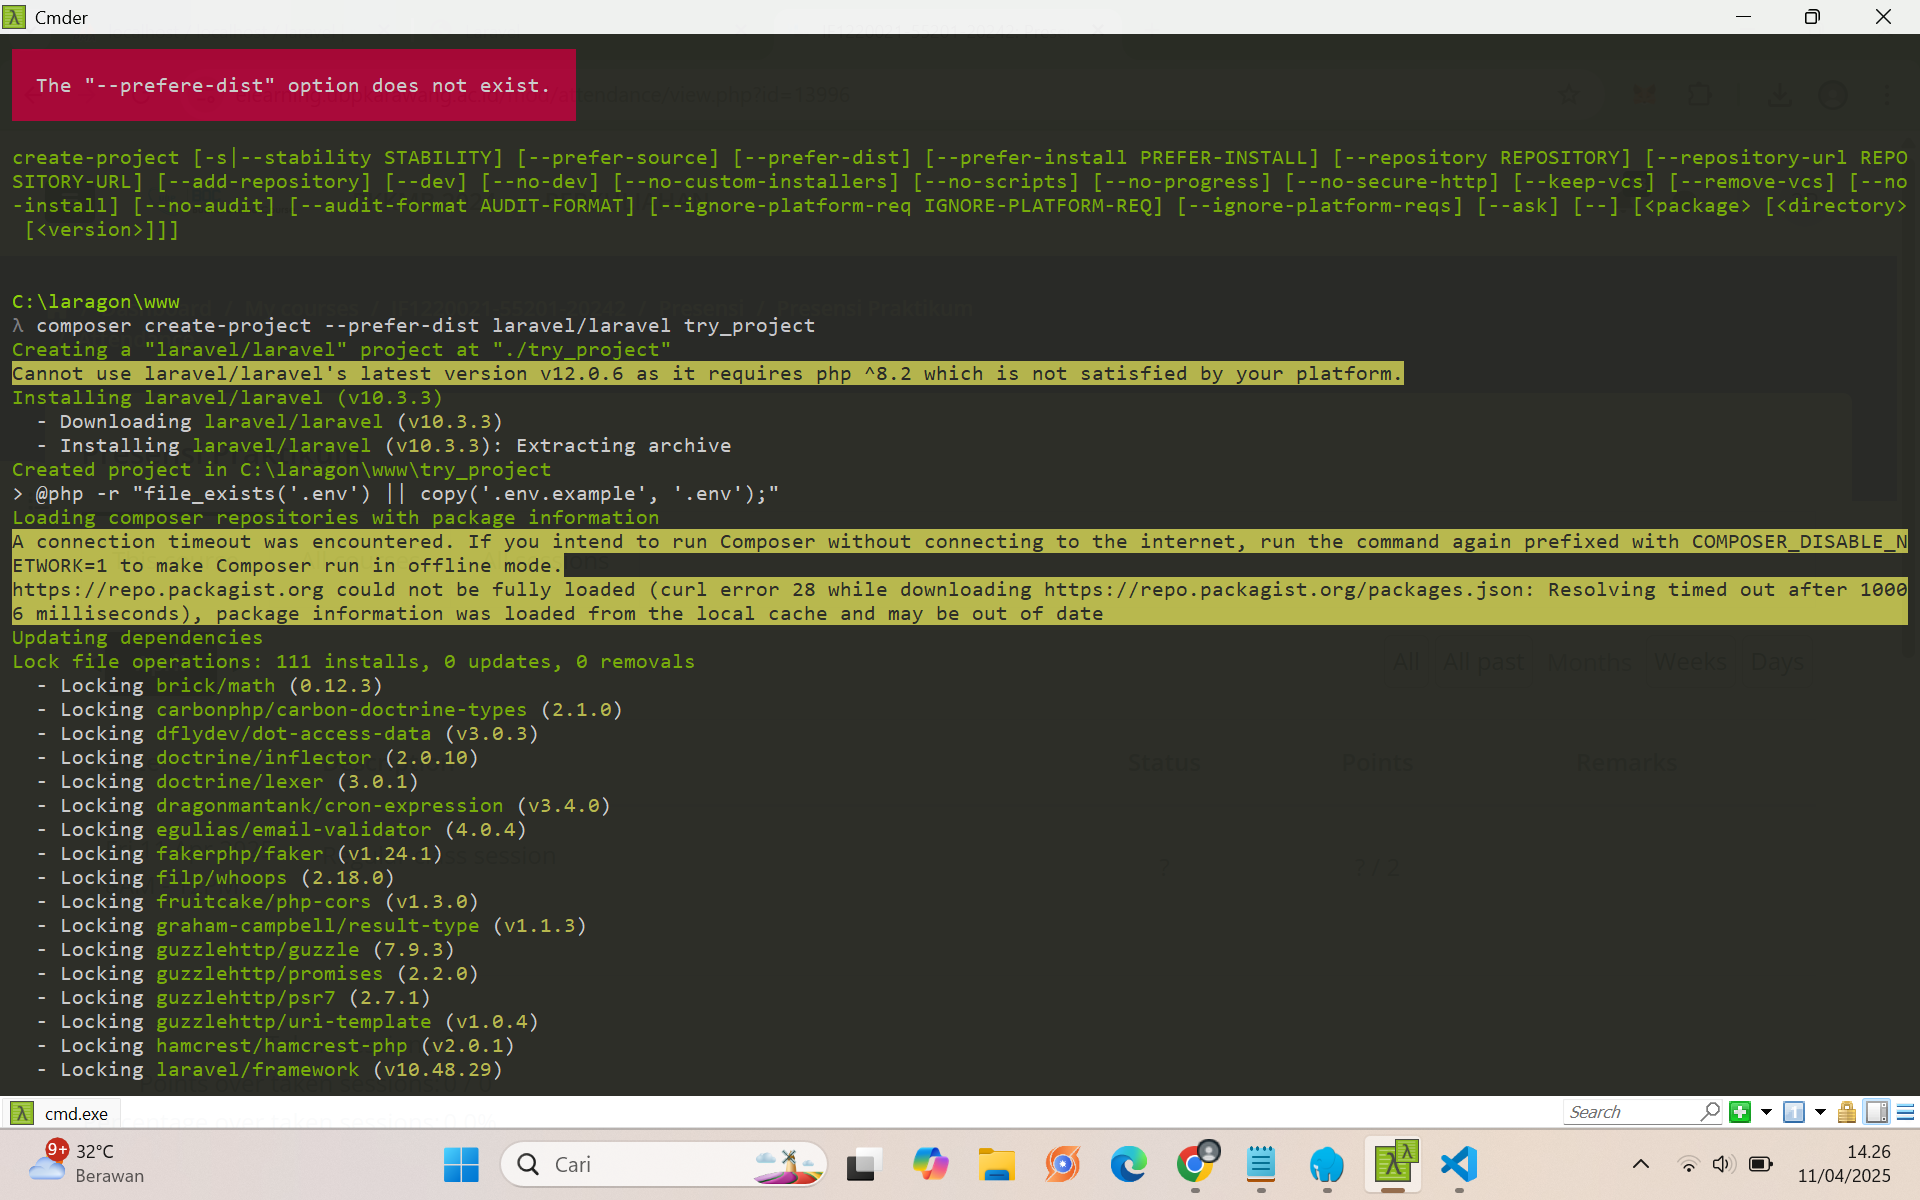 Cmder
The "--prefere-dist" option does not exist.
create-project [-s|--stability STABILITY] [--prefer-source] [--prefer-dist] [--prefer-install PREFER-INSTALL] [--repository REPOSITORY] [--repository-url REPO
SITORY-URL] [--add-repository] [--dev] [--no-dev] [--no-custom-installers] [--no-scripts] [--no-progress] [--no-secure-http] [--keep-vcs] [--remove-vcs] [--no
-install] [--no-audit] [--audit-format AUDIT-FORMAT] [--ignore-platform-req IGNORE-PLATFORM-REQ] [--ignore-platform-reqs] [--ask] [--] [<package> [<directory>
[<version>]]]
C:\laragon\www
λ composer create-project --prefer-dist laravel/laravel try_project
Creating a "laravel/laravel" project at "./try_project"
Cannot use laravel/laravel's latest version v12.0.6 as it requires php ^8.2 which is not satisfied by your platform.
Installing laravel/laravel (v10.3.3)
- Downloading laravel/laravel (v10.3.3)
- Installing laravel/laravel (v10.3.3): Extracting archive
Created project in C:\laragon\www\try_project
> @php -r "file_exists('.env') || copy('.env.example', '.env');"
Loading composer repositories with package information
A connection timeout was encountered. If you intend to run Composer without connecting to the internet, run the command again prefixed with COMPOSER_DISABLE_N
ETWORK=1 to make Composer run in offline mode.
https://repo.packagist.org could not be fully loaded (curl error 28 while downloading https://repo.packagist.org/packages.json: Resolving timed out after 1000
6 milliseconds), package information was loaded from the local cache and may be out of date
Updating dependencies
Lock file operations: 111 installs, 0 updates, 0 removals
All All past Months Weeks Days
- Locking brick/math (0.12.3)
- Locking carbonphp/carbon-doctrine-types (2.1.0)
- Locking dflydev/dot-access-data (v3.0.3)
- Locking doctrine/inflector (2.0.10)
Status Points Remarks
- Locking doctrine/lexer (3.0.1)
- Locking dragonmantank/cron-expression (v3.4.0)
- Locking egulias/email-validator (4.0.4)
- Locking fakerphp/faker (v1.24.1)
- Locking filp/whoops (2.18.0)
- Locking fruitcake/php-cors (v1.3.0)
- Locking graham-campbell/result-type (v1.1.3)
- Locking guzzlehttp/guzzle (7.9.3)
- Locking guzzlehttp/promises (2.2.0)
- Locking guzzlehttp/psr7 (2.7.1)
- Locking guzzlehttp/uri-template (v1.0.4)
- Locking hamcrest/hamcrest-php (v2.0.1)
- Locking laravel/framework (v10.48.29)
cmd.exe
Search
9+
32°C
Berawan
Cari
14.26
11/04/2025